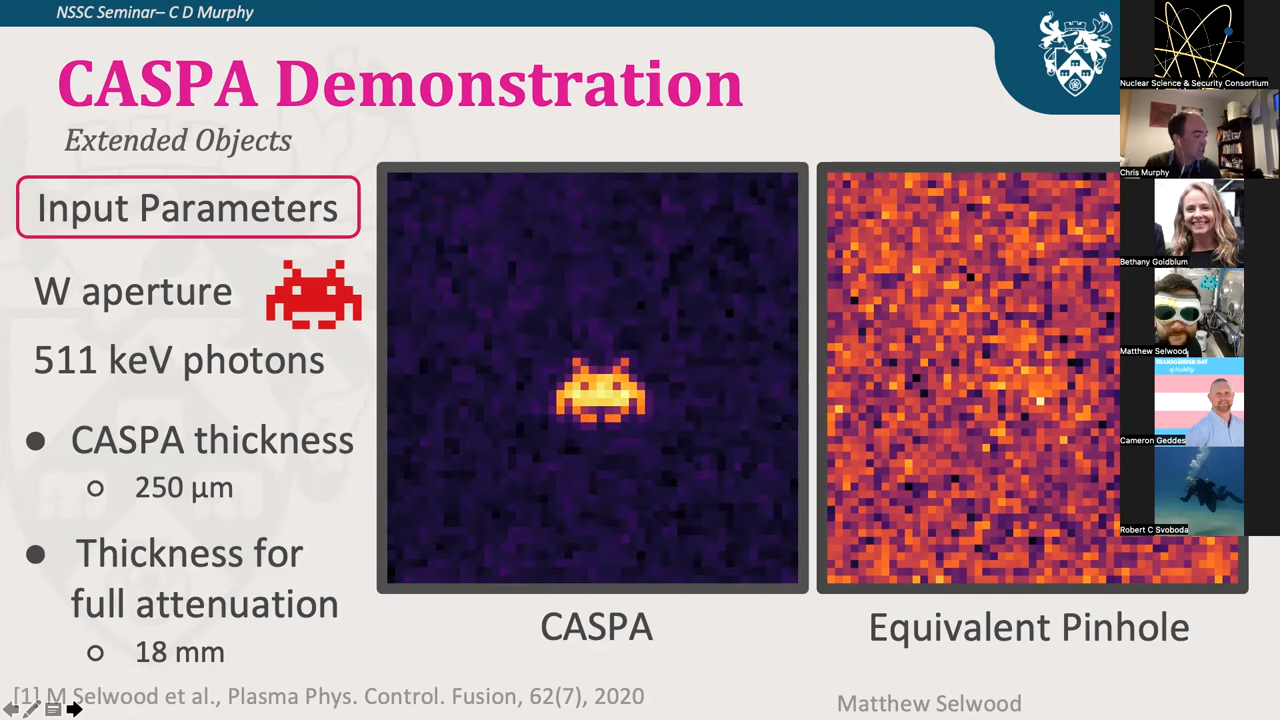 NSSC Seminar– C D Murphy
CASPA Demonstration
Extended Objects
Input Parameters
W aperture
511 keV photons
● CASPA thickness
○ 250 µm
● Thickness for
full attenuation
○ 18 mm
CASPA
Equivalent Pinhole
[1] M Selwood et al., Plasma Phys. Control. Fusion, 62(7), 2020
Matthew Selwood
Nuclear Science & Security Consortium
Chris Murphy
Bethany Goldblum
Matthew Selwood
TRANSGENDER DAY
Cameron Geddes
Robert C Svoboda